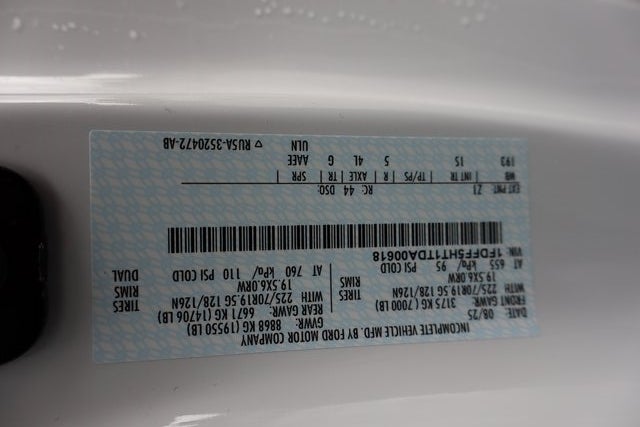 INCOMPLETE VEHICLE MFD. BY FORD MOTOR COMPANY
DATE: 08/25 GVWR: 8868 KG (19550 LB)
FRONT GAWR: 3175 KG (7000 LB) REAR GAWR: 6671 KG (14706 LB)
WITH 225/70R19.5G 128/126N TIRES WITH 225/70R19.5G 128/126N TIRES
19.5X6.0RW RIMS 19.5X6.0RW RIMS
AT 655 kPa/ 95 PSI COLD AT 760 kPa/ 110 PSI COLD DUAL
VIN: 1FDFF5HT1TDA00618
EXT PNT: Z1 RC: 44 DSO:
WB INT TR TP/PS R AXLE TR SPR
193 15 5 4L G AAEE
ULN ▽ RU5A-3520472-AB